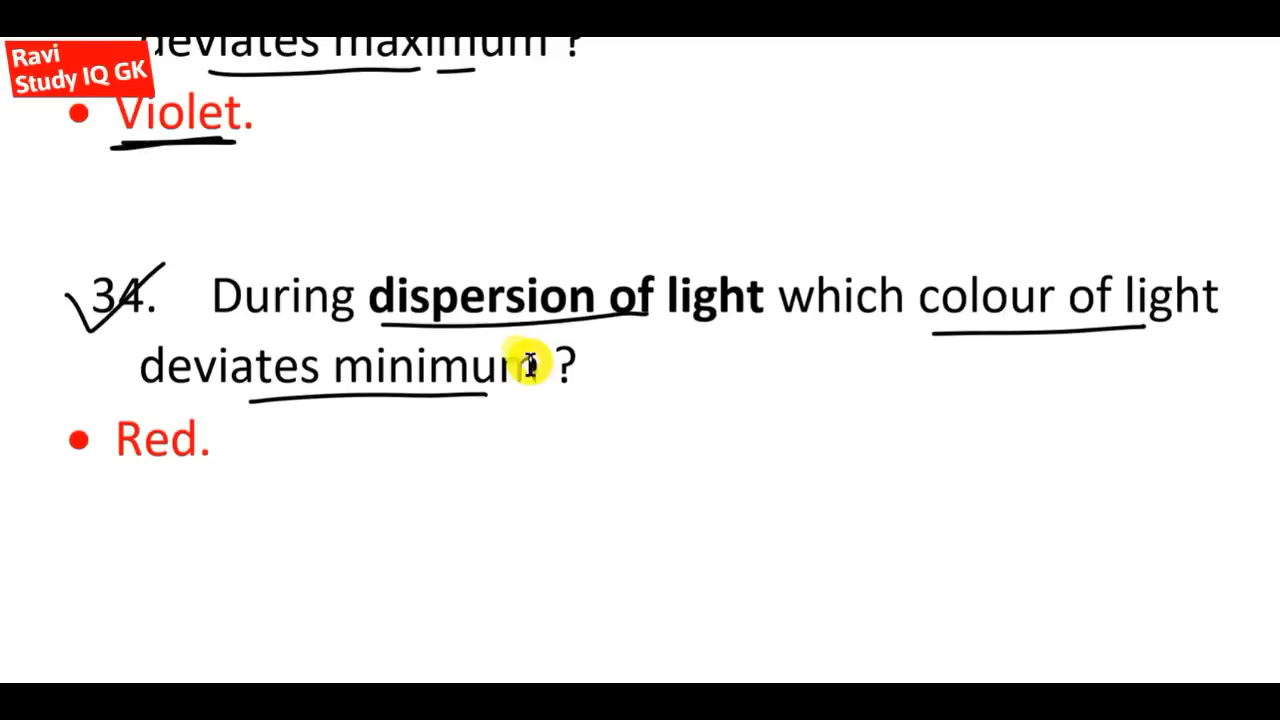 Ravi
Study IQ GK
deviates maximum ?
• Violet.
34. During dispersion of light which colour of light
deviates minimum ?
• Red.